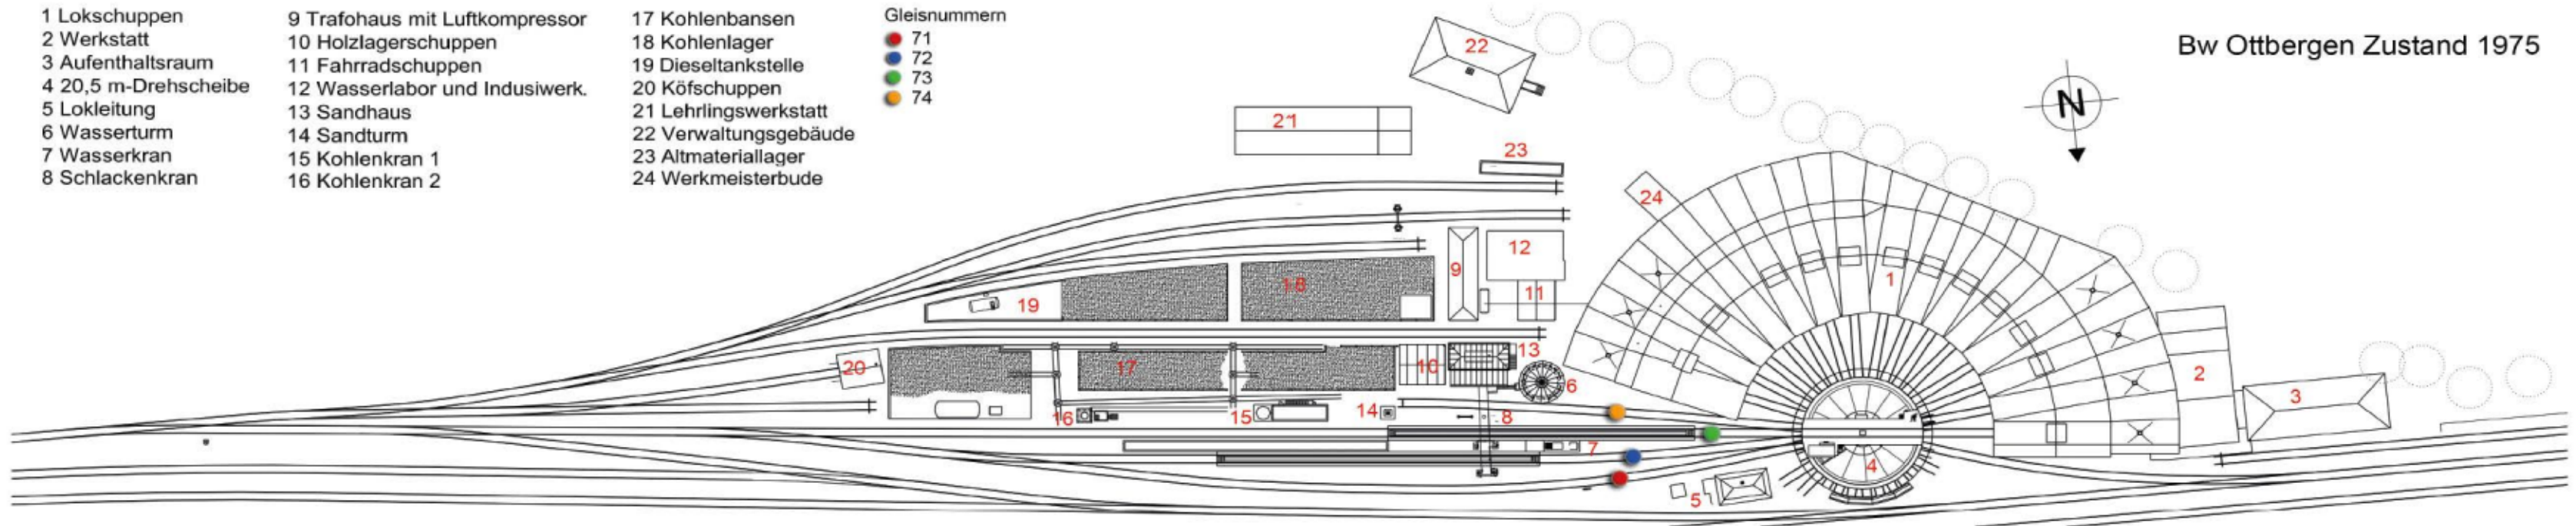 1 Lokschuppen
2 Werkstatt
3 Aufenthaltsraum
4 20,5 m-Drehscheibe
5 Lokleitung
6 Wasserturm
7 Wasserkran
8 Schlackenkran
9 Trafohaus mit Luftkompressor
10 Holzlagerschuppen
11 Fahrradschuppen
12 Wasserlabor und Indusiwerk.
13 Sandhaus
14 Sandturm
15 Kohlenkran 1
16 Kohlenkran 2
17 Kohlenbansen
18 Kohlenlager
19 Dieseltankstelle
20 Köfschuppen
21 Lehrlingswerkstatt
22 Verwaltungsgebäude
23 Altmateriallager
24 Werkmeisterbude
Gleisnummern
71
72
73
74
Bw Ottbergen Zustand 1975
N
22
21
23
24
12
9
18
1
11
19
13
20
17
10
6
2
3
16
15
14
8
7
4
5